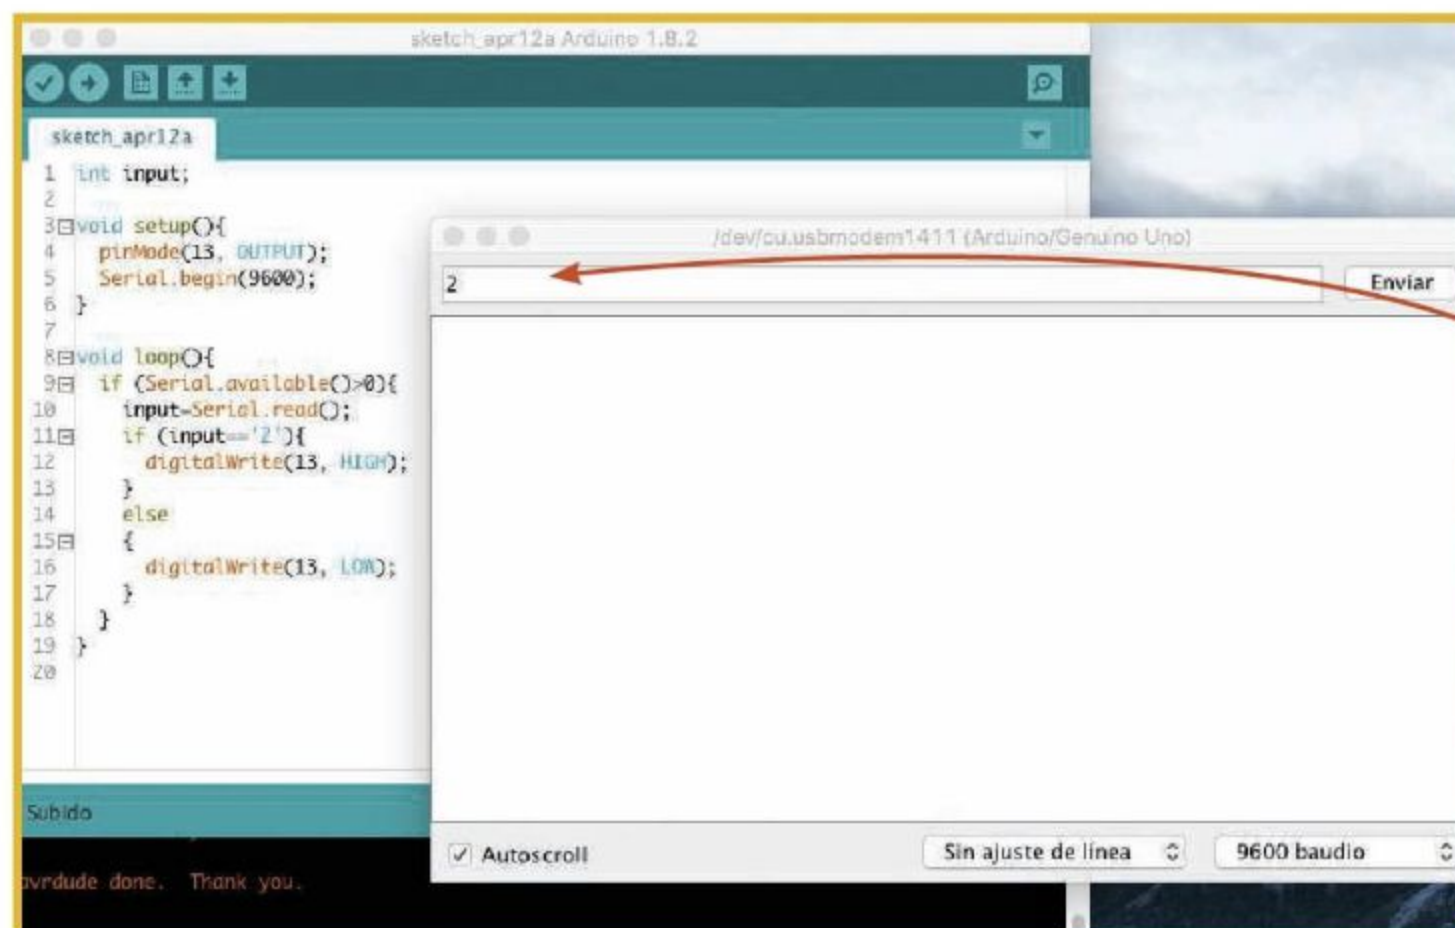 sketch_apr12a Arduino 1.8.2
sketch_apr12a
1 int input;
2
3 void setup(){
4 pinMode(13, OUTPUT);
5 Serial.begin(9600);
6 }
7
8 void loop(){
9 if (Serial.available()>0){
10 input=Serial.read();
11 if (input=='2'){
12 digitalWrite(13, HIGH);
13 }
14 else
15 {
16 digitalWrite(13, LOW);
17 }
18 }
19 }
20
Subido
avrdude done. Thank you.
/dev/cu.usbmodem1411 (Arduino/Genuino Uno)
2
Enviar
Autoscroll
Sin ajuste de línea
9600 baudio